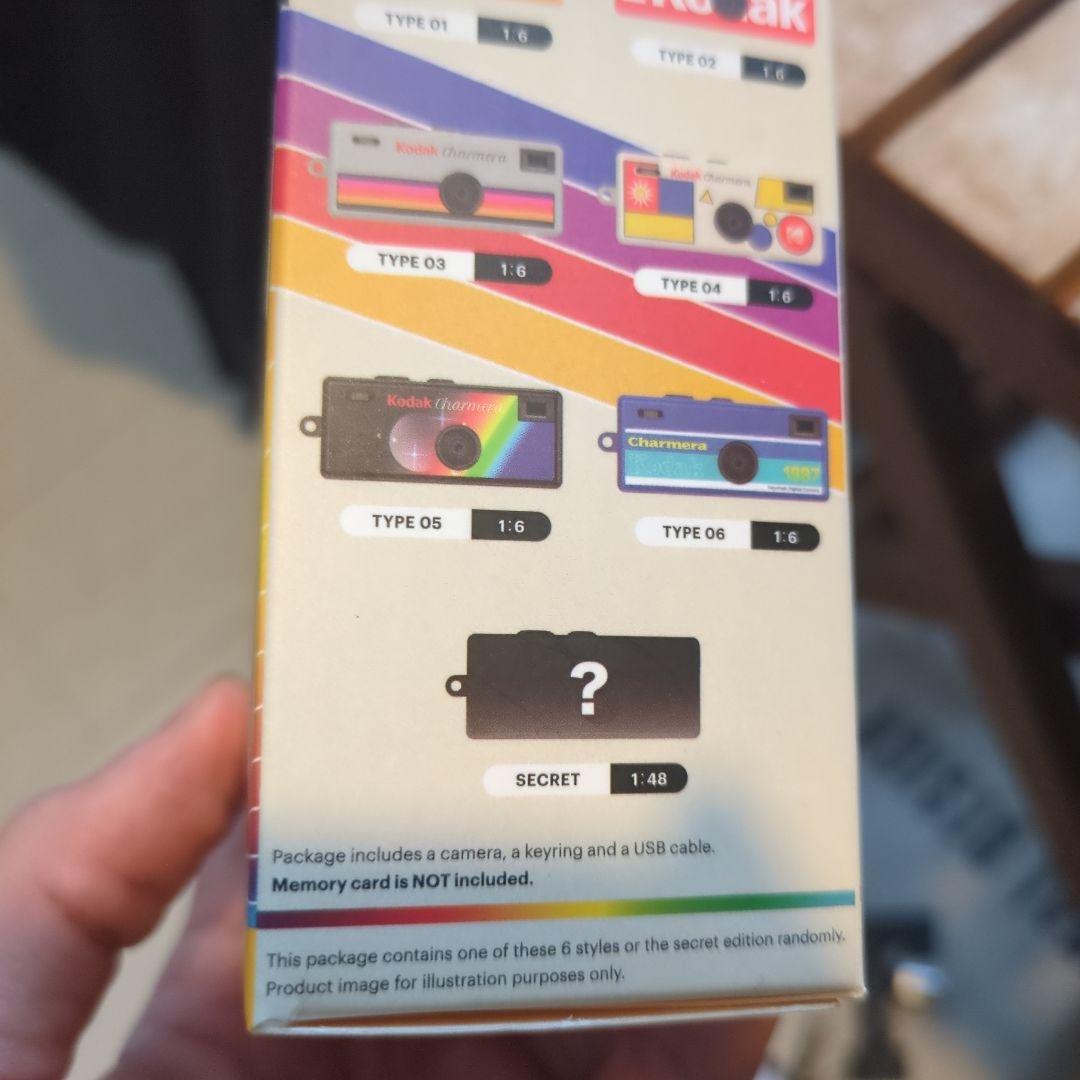 Kodak
TYPE 01 1:6
TYPE 02 1:6
Kodak Charmera
Kodak Charmera
TYPE 03 1:6
TYPE 04 1:6
Kodak Charmera
Charmera
Kodak
1987
TYPE 05 1:6
TYPE 06 1:6
?
SECRET 1:48
Package includes a camera, a keyring and a USB cable.
Memory card is NOT included.
This package contains one of these 6 styles or the secret edition randomly.
Product image for illustration purposes only.